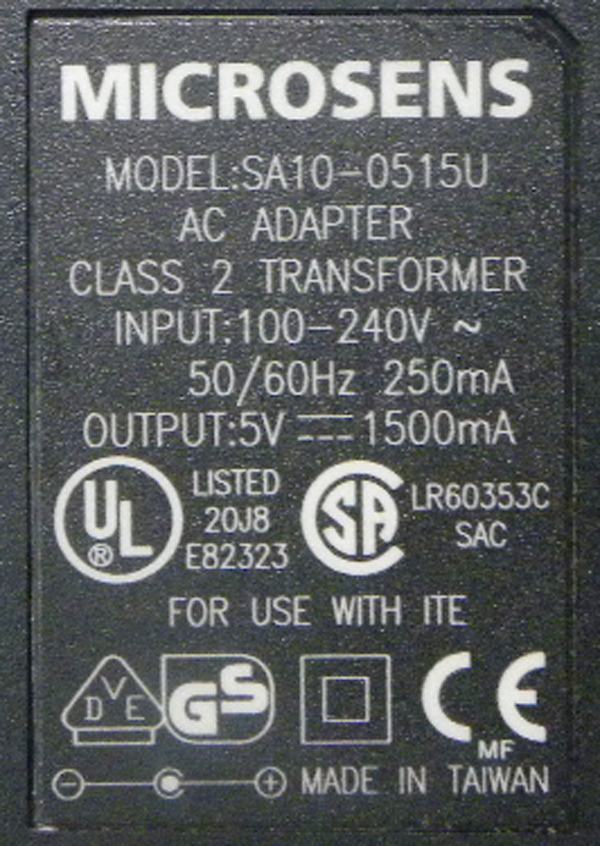 MICROSENS
MODEL:SA10-0515U
AC ADAPTER
CLASS 2 TRANSFORMER
INPUT:100-240V ~
50/60Hz 250mA
OUTPUT:5V ⎓ 1500mA
UL ® LISTED 20J8 E82323
SA LR60353C SAC
FOR USE WITH ITE
DVE GS CE
MF
MADE IN TAIWAN